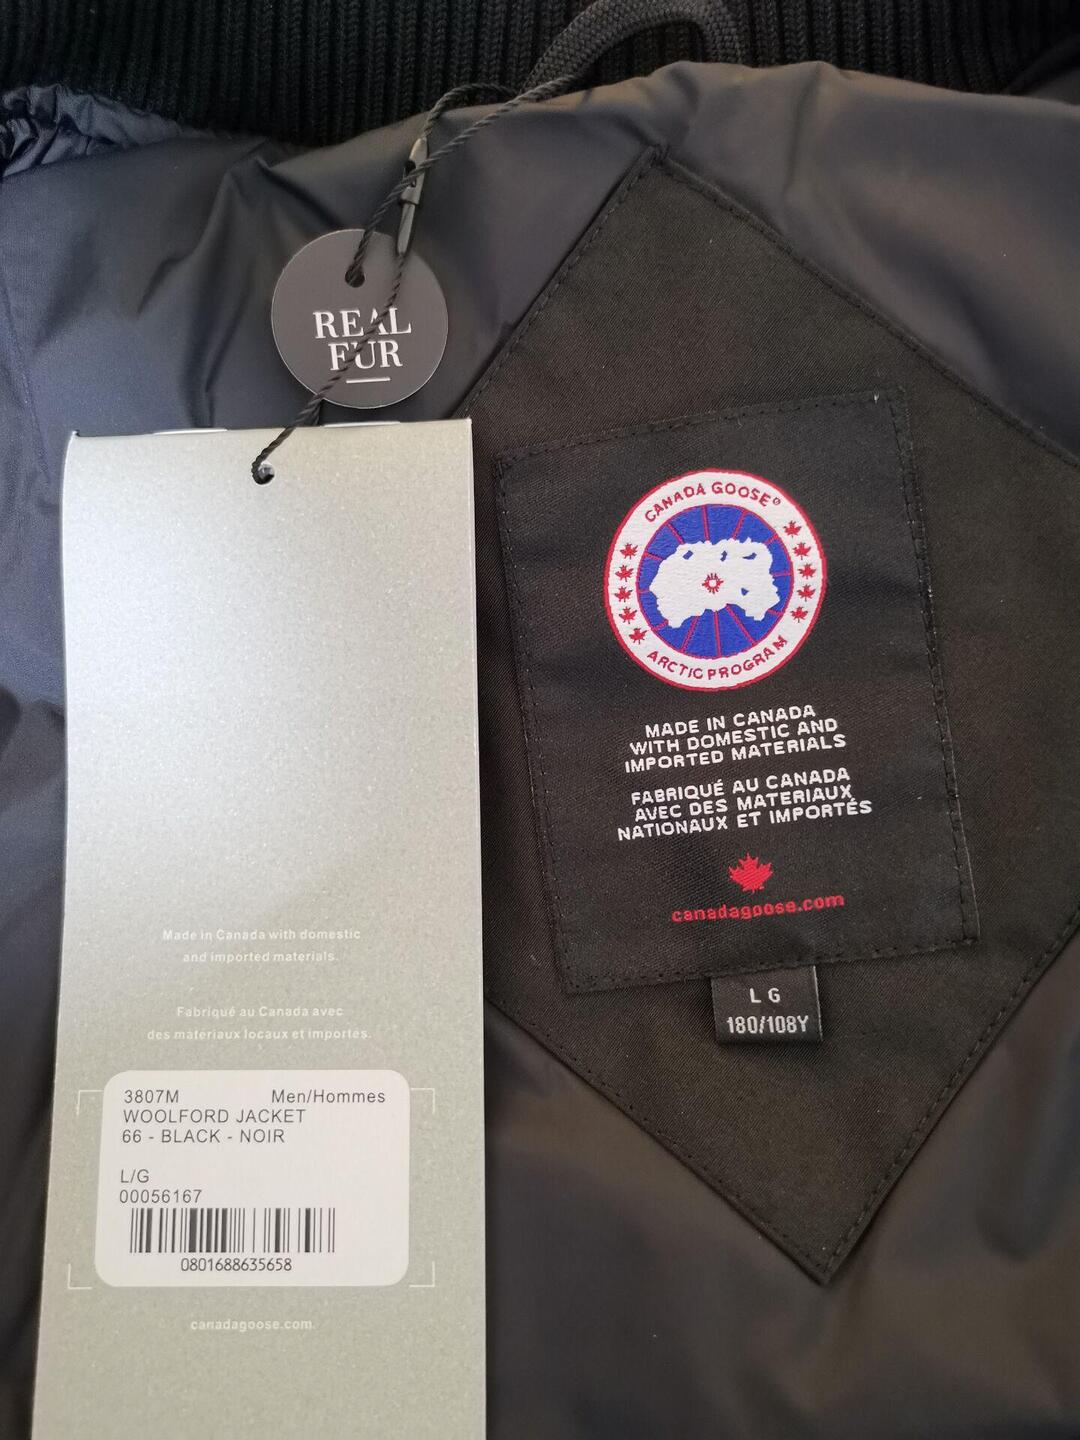 REAL
FUR
CANADA GOOSE®
ARCTIC PROGRAM
MADE IN CANADA
WITH DOMESTIC AND
IMPORTED MATERIALS
FABRIQUÉ AU CANADA
AVEC DES MATERIAUX
NATIONAUX ET IMPORTÉS
canadagoose.com
L G
180/108Y
Made in Canada with domestic
and imported materials.
Fabriqué au Canada avec
des materiaux locaux et importés.
3807M Men/Hommes
WOOLFORD JACKET
66 - BLACK - NOIR
L/G
00056167
0801688635658
canadagoose.com